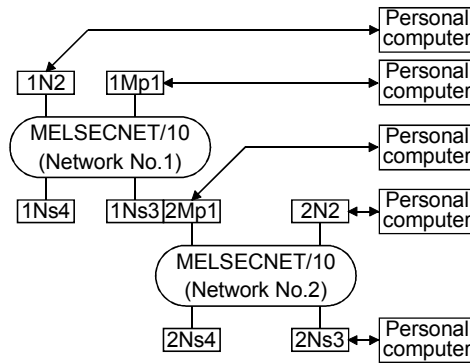 Personal
computer
1N2
1Mp1
Personal
computer
MELSECNET/10
(Network No.1)
Personal
computer
1Ns4
1Ns3
2Mp1
2N2
Personal
computer
MELSECNET/10
(Network No.2)
2Ns4
2Ns3
Personal
computer